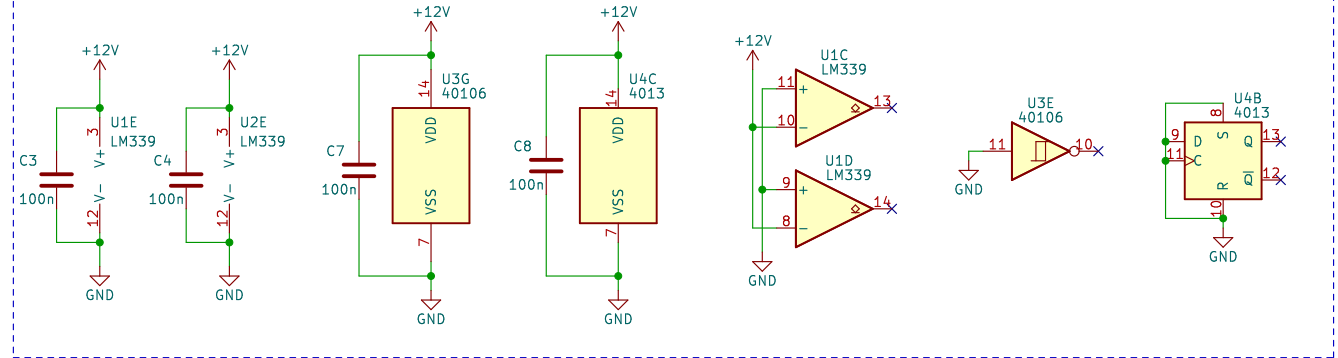 +12V
3
U1E
LM339
V+
V-
12
C3
100n
GND
+12V
3
U2E
LM339
V+
V-
12
C4
100n
GND
+12V
14
U3G
40106
VDD
VSS
7
C7
100n
GND
+12V
14
U4C
4013
VDD
VSS
7
C8
100n
GND
+12V
U1C
LM339
11
+
10
-
13
U1D
LM339
9
+
8
-
14
GND
U3E
40106
11
10
GND
U4B
4013
8
S
9
D
Q
13
11
C
Q
12
R
10
GND